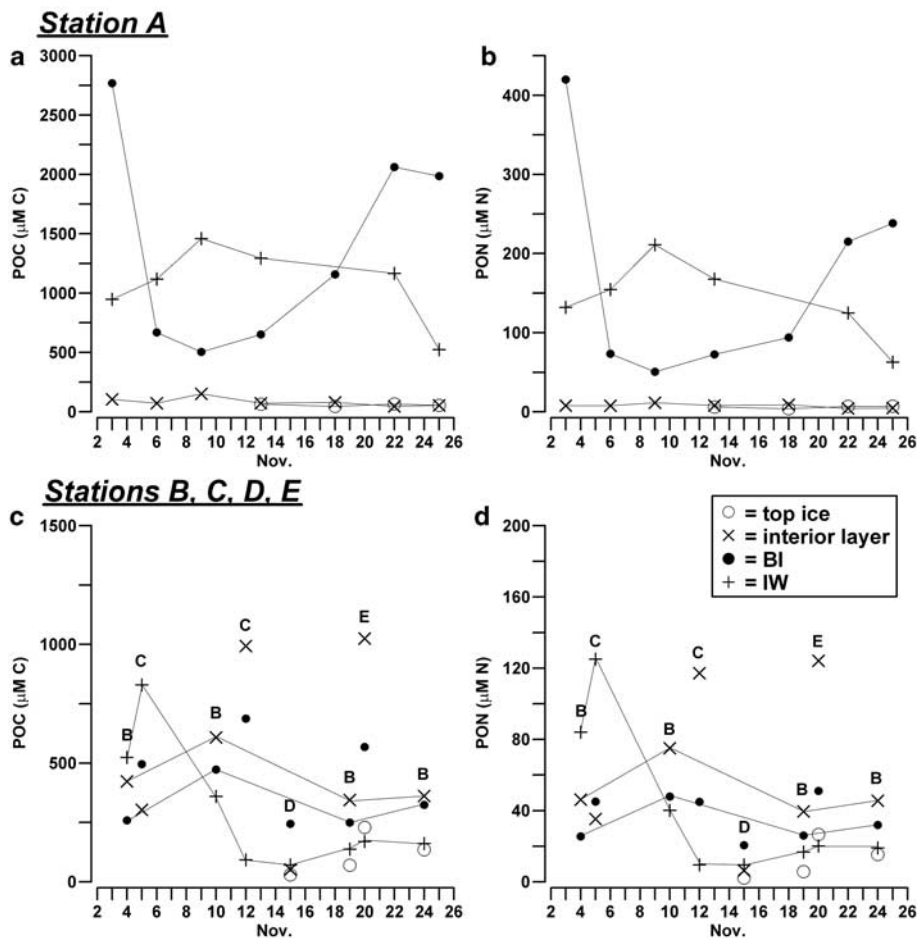 Station A
a
3000
2500
2000
1500
1000
500
0
POC (μM C)
2 4 6 8 10 12 14 16 18 20 22 24 26
Nov.
b
400
300
200
100
0
PON (μM N)
2 4 6 8 10 12 14 16 18 20 22 24 26
Nov.
Stations B, C, D, E
c
1500
1000
500
0
POC (μM C)
B
C
B
C
D
B
E
B
2 4 6 8 10 12 14 16 18 20 22 24 26
Nov.
d
200
160
120
80
40
0
PON (μM N)
= top ice
= interior layer
= BI
= IW
B
C
B
C
D
B
E
B
2 4 6 8 10 12 14 16 18 20 22 24 26
Nov.